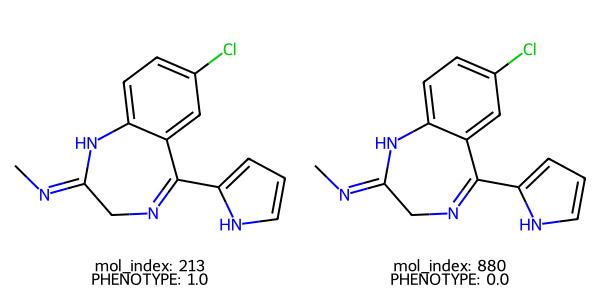 Cl
HN
N
N
HN
mol_index: 213
PHENOTYPE: 1.0
Cl
HN
N
N
HN
mol_index: 880
PHENOTYPE: 0.0